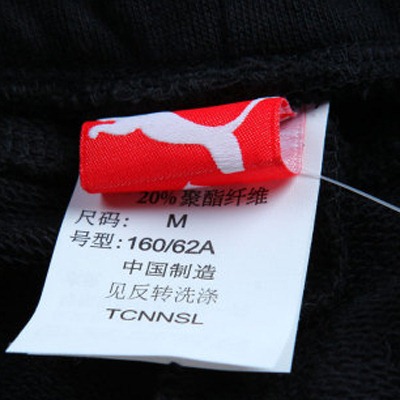 20% 聚酯纤维
尺码: M
号型: 160/62A
中国制造
见反转洗涤
TCNNSL